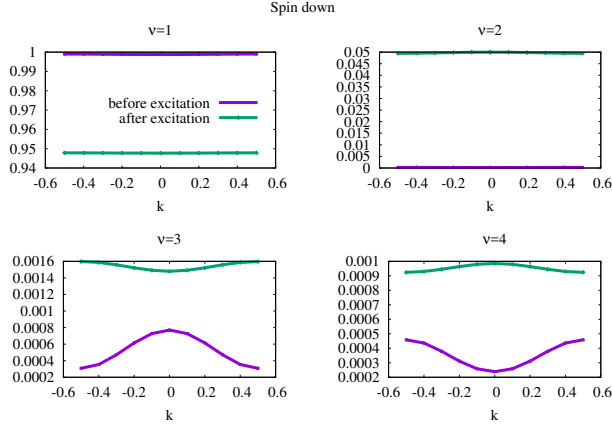 Spin down
ν=1
1
0.99
0.98
0.97
0.96
0.95
0.94
before excitation
after excitation
-0.6 -0.4 -0.2 0 0.2 0.4 0.6
k
ν=2
0.05
0.045
0.04
0.035
0.03
0.025
0.02
0.015
0.01
0.005
0
-0.6 -0.4 -0.2 0 0.2 0.4 0.6
k
ν=3
0.0016
0.0014
0.0012
0.001
0.0008
0.0006
0.0004
0.0002
-0.6 -0.4 -0.2 0 0.2 0.4 0.6
k
ν=4
0.001
0.0009
0.0008
0.0007
0.0006
0.0005
0.0004
0.0003
0.0002
-0.6 -0.4 -0.2 0 0.2 0.4 0.6
k